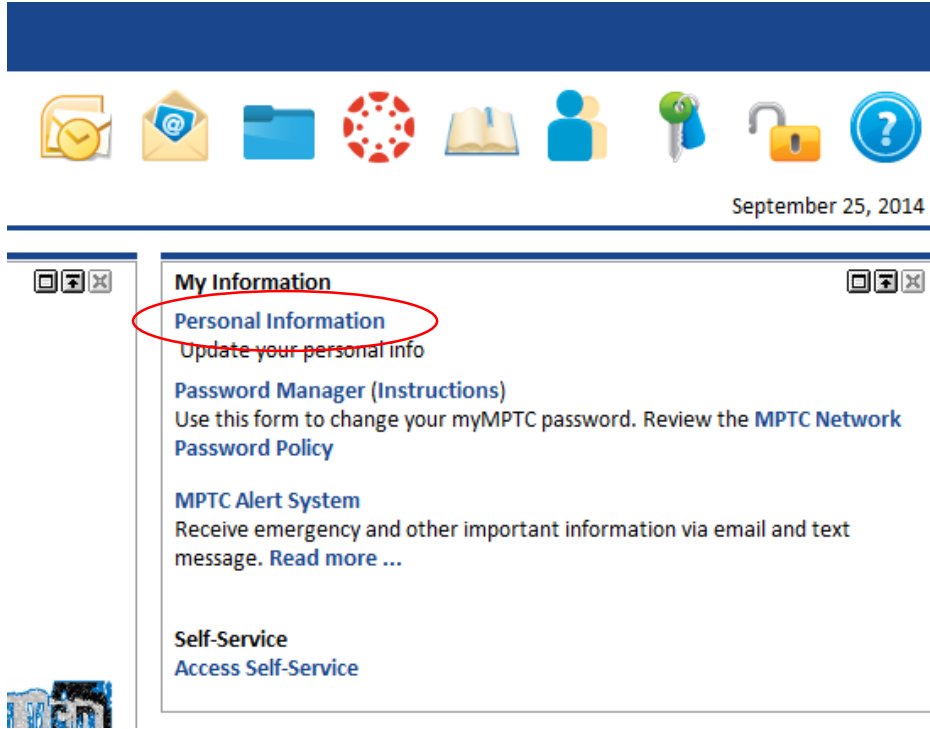 September 25, 2014
My Information
Personal Information
Update your personal info
Password Manager (Instructions)
Use this form to change your myMPTC password. Review the MPTC Network
Password Policy
MPTC Alert System
Receive emergency and other important information via email and text
message. Read more ...
Self-Service
Access Self-Service